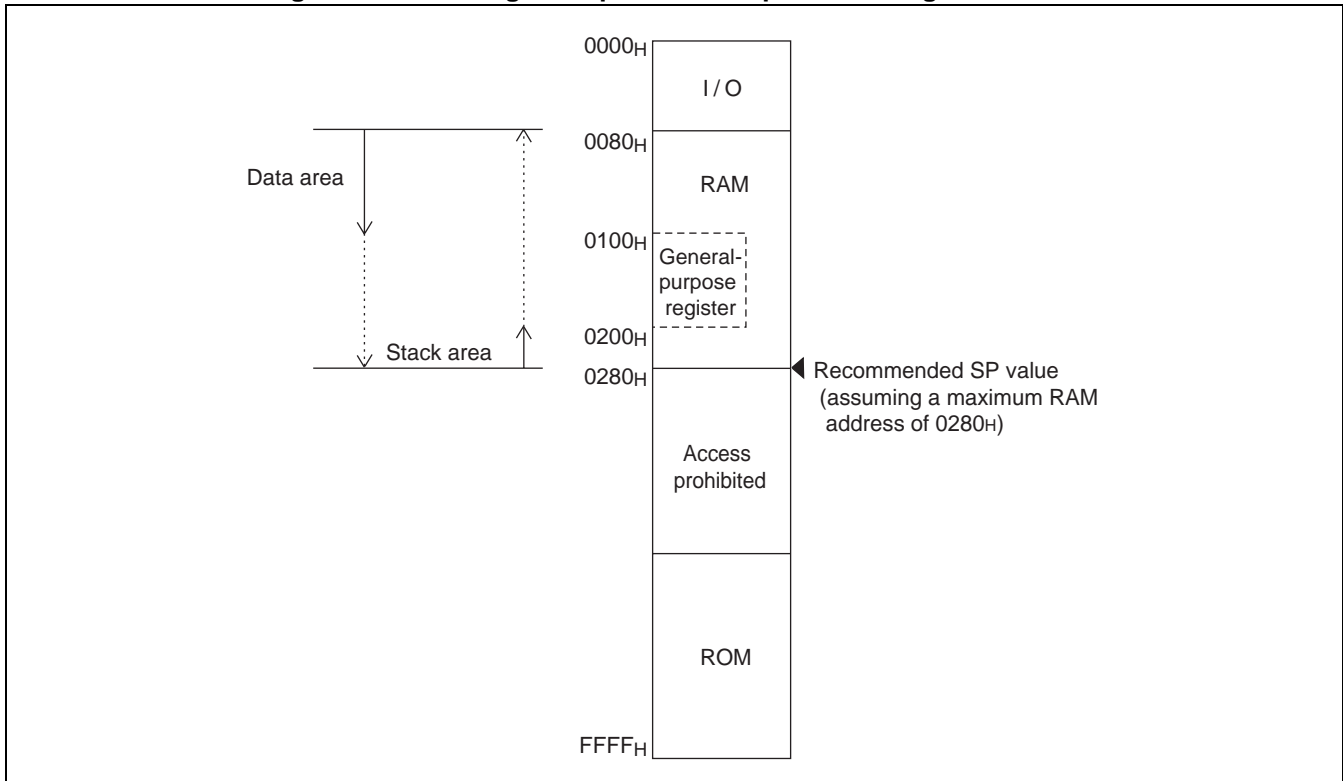 0000H
I / O
0080H
Data area
RAM
0100H
General-
purpose
register
0200H
Stack area
0280H
Recommended SP value
(assuming a maximum RAM
address of 0280H)
Access
prohibited
ROM
FFFFH